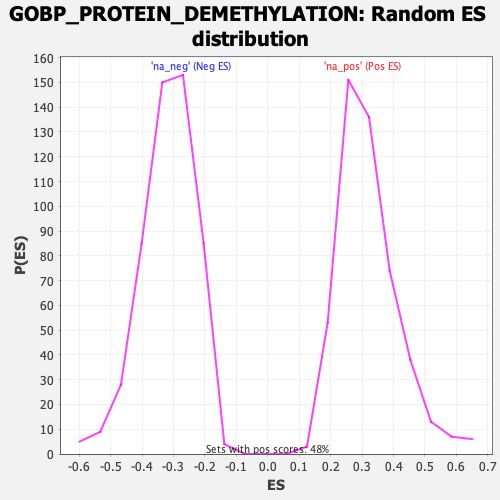 GOBP_PROTEIN_DEMETHYLATION: Random ES
distribution
'na_neg' (Neg ES)
'na_pos' (Pos ES)
160
150
140
130
120
110
100
90
80
70
60
50
40
30
20
10
0
P(ES)
Sets with pos scores: 48%
-0.6 -0.5 -0.4 -0.3 -0.2 -0.1 0.0 0.1 0.2 0.3 0.4 0.5 0.6 0.7
ES